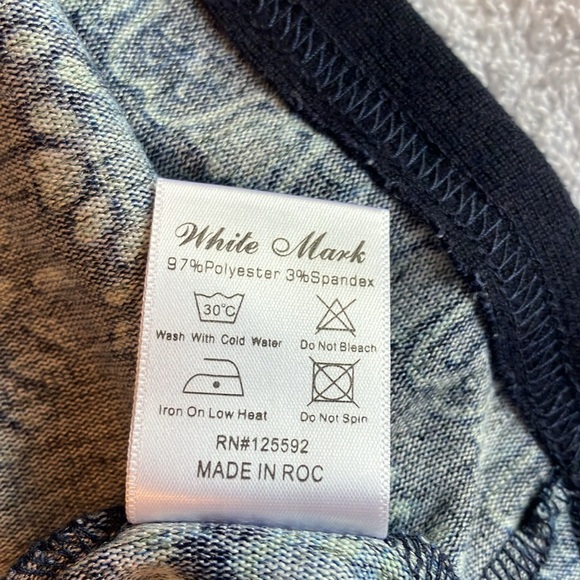 White Mark
97%Polyester 3%Spandex
30°C
Wash With Cold Water
Do Not Bleach
Iron On Low Heat
Do Not Spin
RN#125592
MADE IN ROC